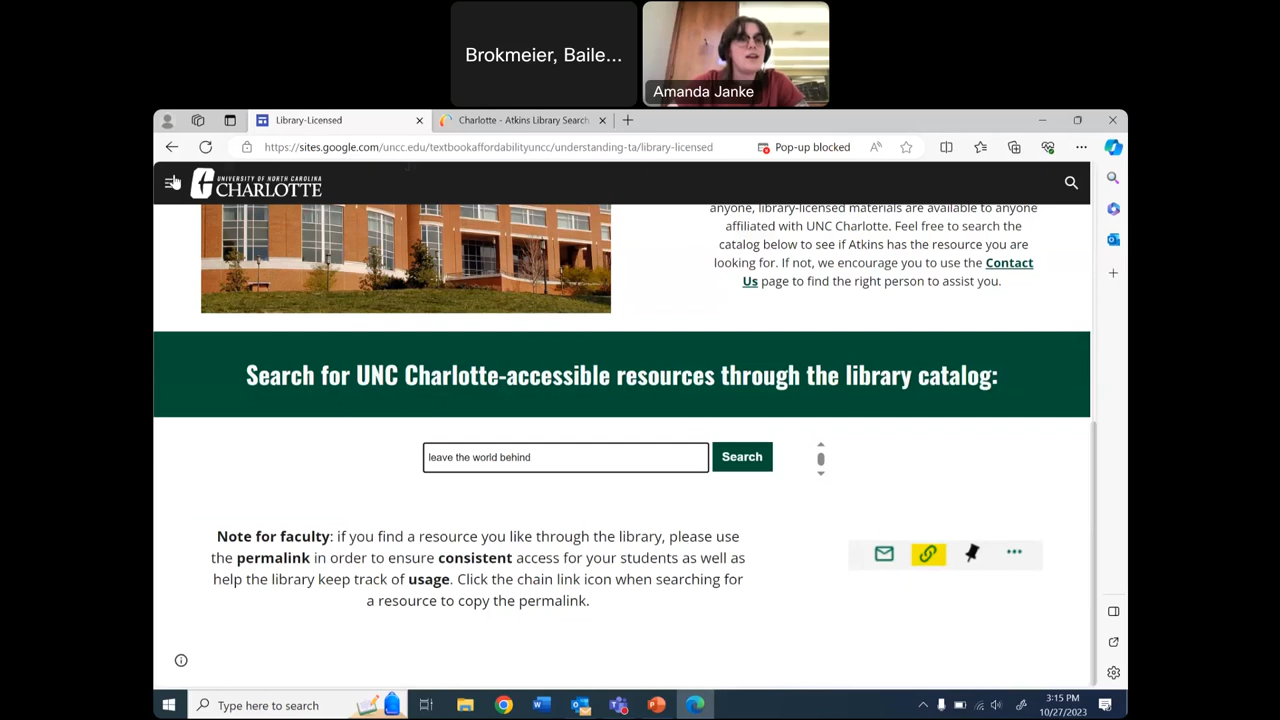 Brokmeier, Baile...
Amanda Janke
Library-Licensed
Charlotte - Atkins Library Search
https://sites.google.com/uncc.edu/textbookaffordabilityuncc/understanding-ta/library-licensed
Pop-up blocked
UNIVERSITY OF NORTH CAROLINA
CHARLOTTE
anyone, library-licensed materials are available to anyone
affiliated with UNC Charlotte. Feel free to search the
catalog below to see if Atkins has the resource you are
looking for. If not, we encourage you to use the Contact
Us page to find the right person to assist you.
Search for UNC Charlotte-accessible resources through the library catalog:
leave the world behind
Search
Note for faculty: if you find a resource you like through the library, please use
the permalink in order to ensure consistent access for your students as well as
help the library keep track of usage. Click the chain link icon when searching for
a resource to copy the permalink.
Type here to search
3:15 PM
10/27/2023